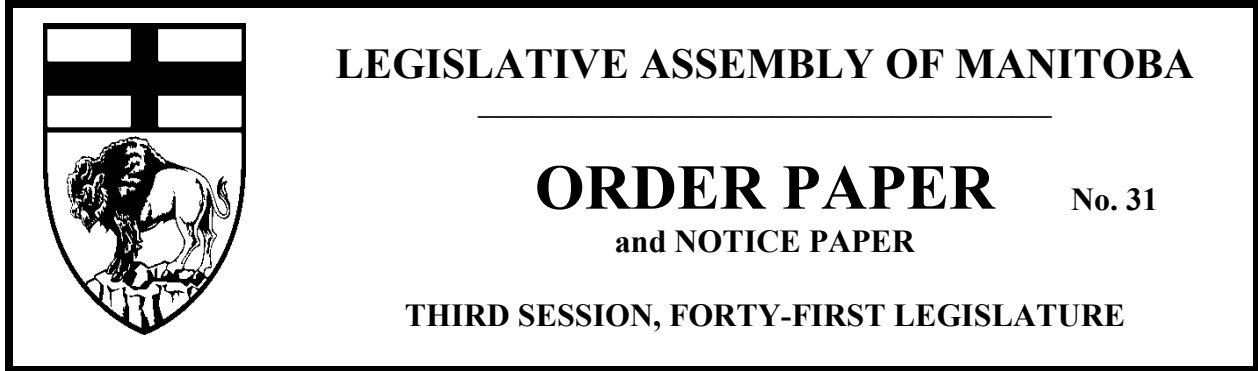 LEGISLATIVE ASSEMBLY OF MANITOBA
ORDER PAPER No. 31
and NOTICE PAPER
THIRD SESSION, FORTY-FIRST LEGISLATURE